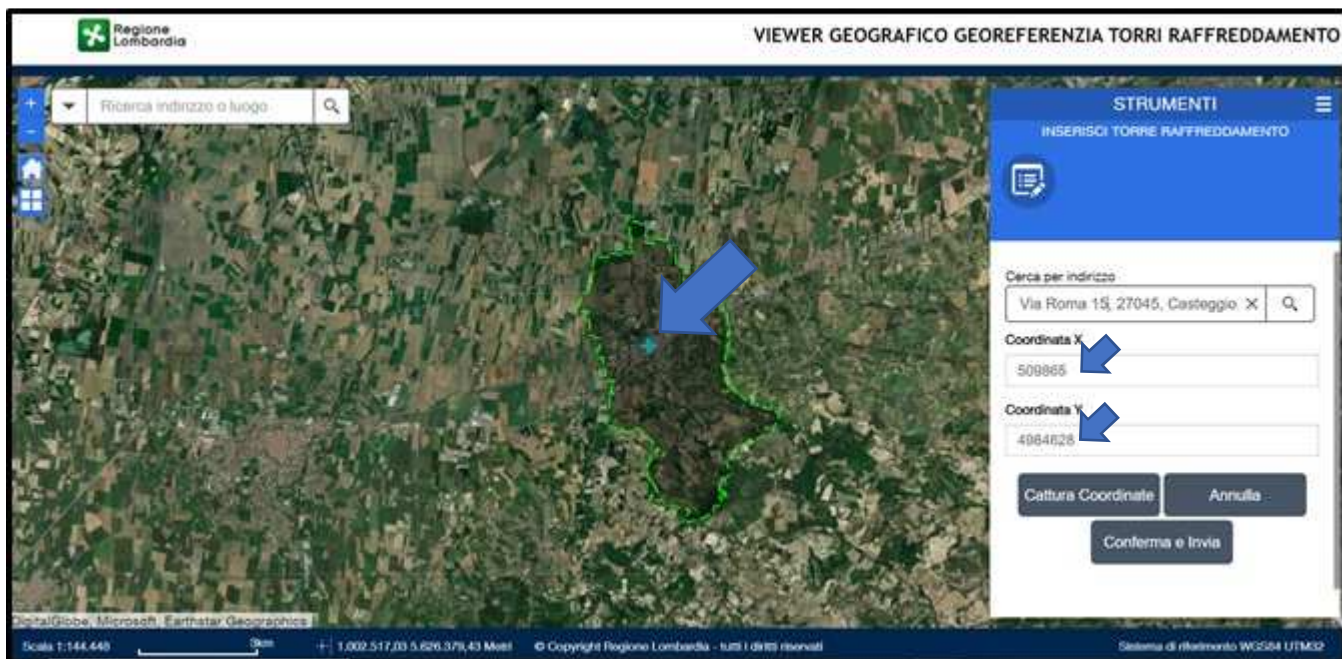 Regione
Lombardia
VIEWER GEOGRAFICO GEOREFERENZIA TORRI RAFFREDDAMENTO
+
Ricerca indirizzo o luogo
-
STRUMENTI
INSERISCI TORRE RAFFREDDAMENTO
Cerca per indirizzo
Via Roma 15, 27045, Casteggio ×
Coordinata X
509865
Coordinata Y
4984628
Cattura Coordinate
Annulla
Conferma e Invia
DigitalGlobe, Microsoft, Earthstar Geographics
Scala 1:144.448
1.002.517,03 5.626.379,43 Metri
© Copyright Regione Lombardia - tutti i diritti riservati
Sistema di riferimento WGS84 UTM32